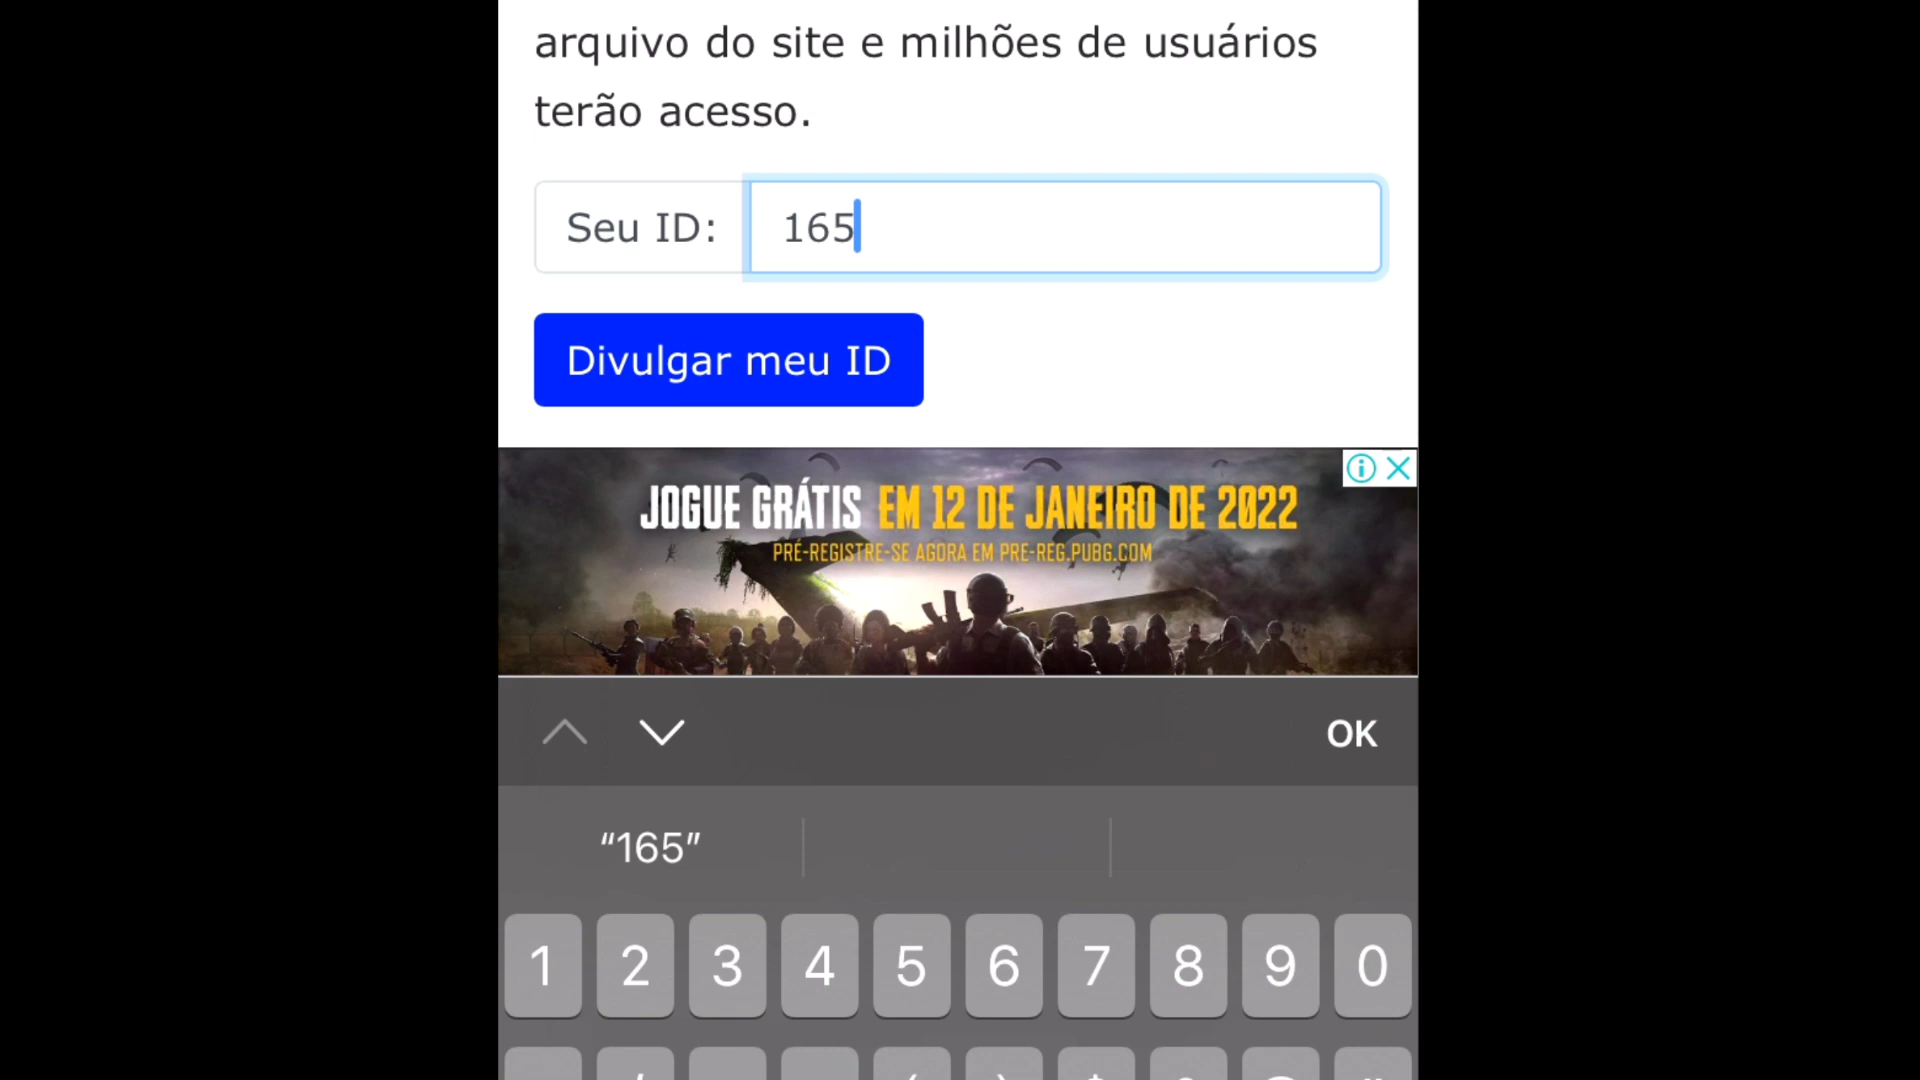 arquivo do site e milhões de usuários
terão acesso.
Seu ID: 165
Divulgar meu ID
JOGUE GRÁTIS EM 12 DE JANEIRO DE 2022
PRÉ-REGISTRE-SE AGORA EM PRE-REG.PUBG.COM
OK
“165”
1 2 3 4 5 6 7 8 9 0